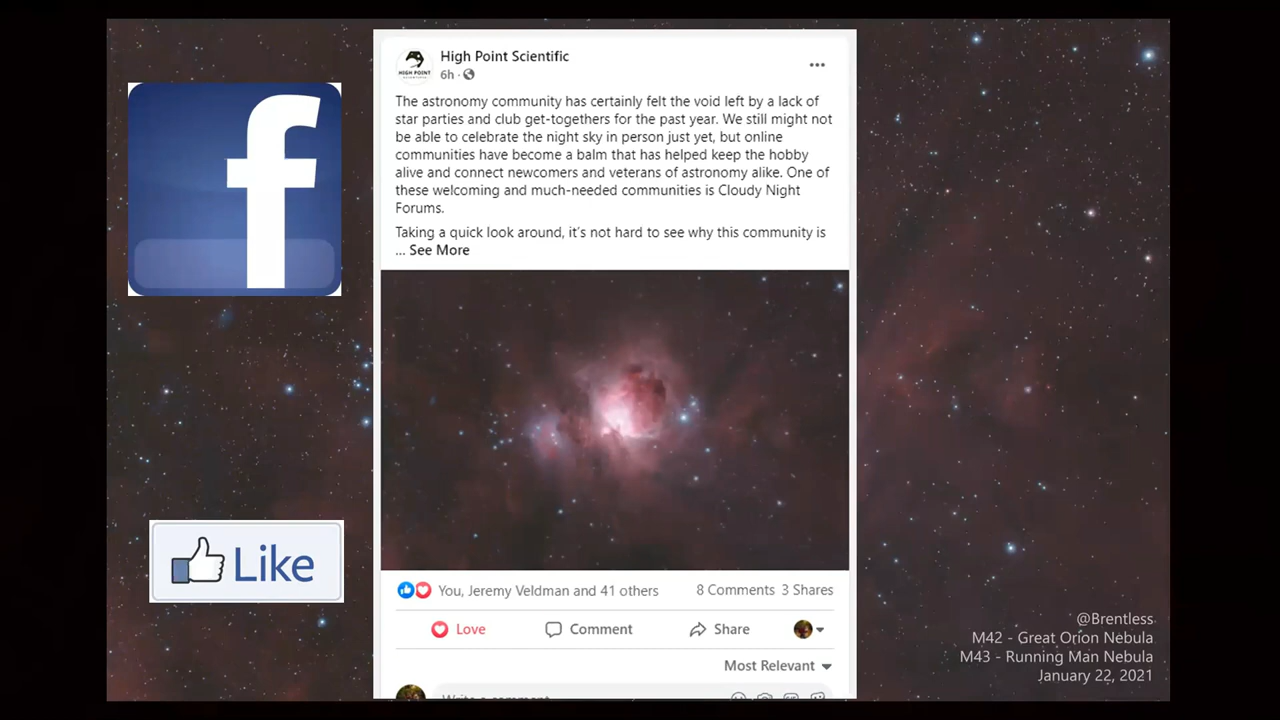 High Point Scientific
HIGH POINT
SCIENTIFIC
6h ·
The astronomy community has certainly felt the void left by a lack of
star parties and club get-togethers for the past year. We still might not
be able to celebrate the night sky in person just yet, but online
communities have become a balm that has helped keep the hobby
alive and connect newcomers and veterans of astronomy alike. One of
these welcoming and much-needed communities is Cloudy Night
Forums.
Taking a quick look around, it's not hard to see why this community is
... See More
f
Like
You, Jeremy Veldman and 41 others 8 Comments 3 Shares
Love Comment Share
Most Relevant
Write a comment
@Brentless
M42 - Great Orion Nebula
M43 - Running Man Nebula
January 22, 2021